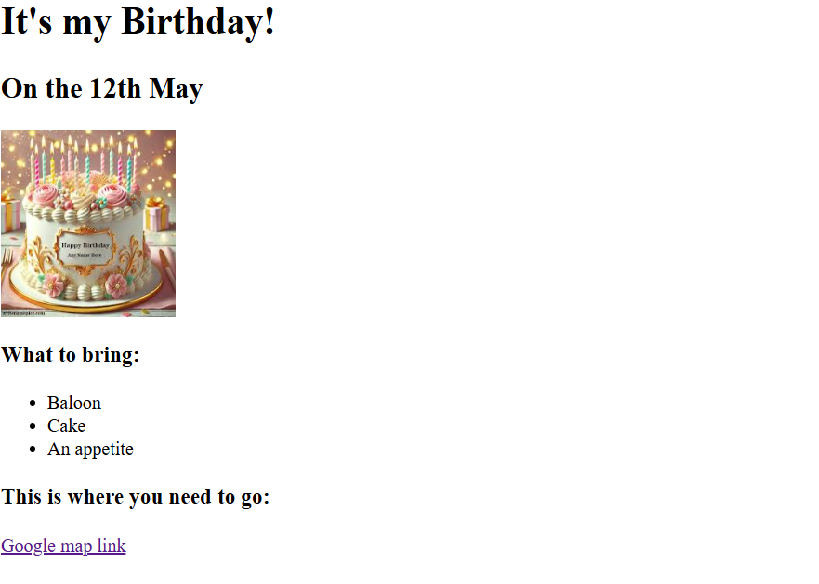 It's my Birthday!
On the 12th May
Happy Birthday
Any Name Here
What to bring:
• Baloon
• Cake
• An appetite
This is where you need to go:
Google map link